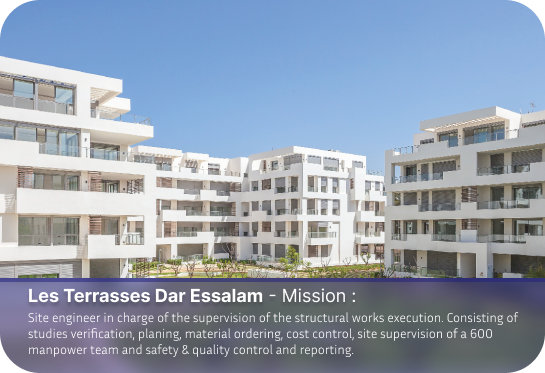 Les Terrasses Dar Essalam - Mission :
Site engineer in charge of the supervision of the structural works execution. Consisting of
studies verification, planing, material ordering, cost control, site supervision of a 600
manpower team and safety & quality control and reporting.